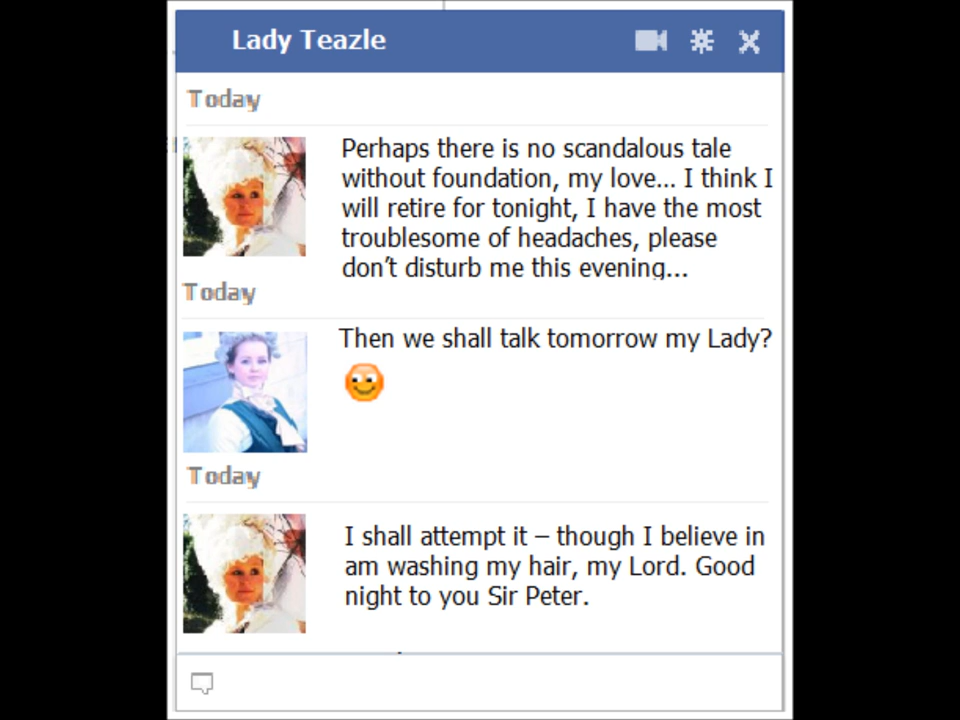 Lady Teazle
Today
Perhaps there is no scandalous tale
without foundation, my love... I think I
will retire for tonight, I have the most
troublesome of headaches, please
don't disturb me this evening...
Today
Then we shall talk tomorrow my Lady?
Today
I shall attempt it – though I believe in
am washing my hair, my Lord. Good
night to you Sir Peter.